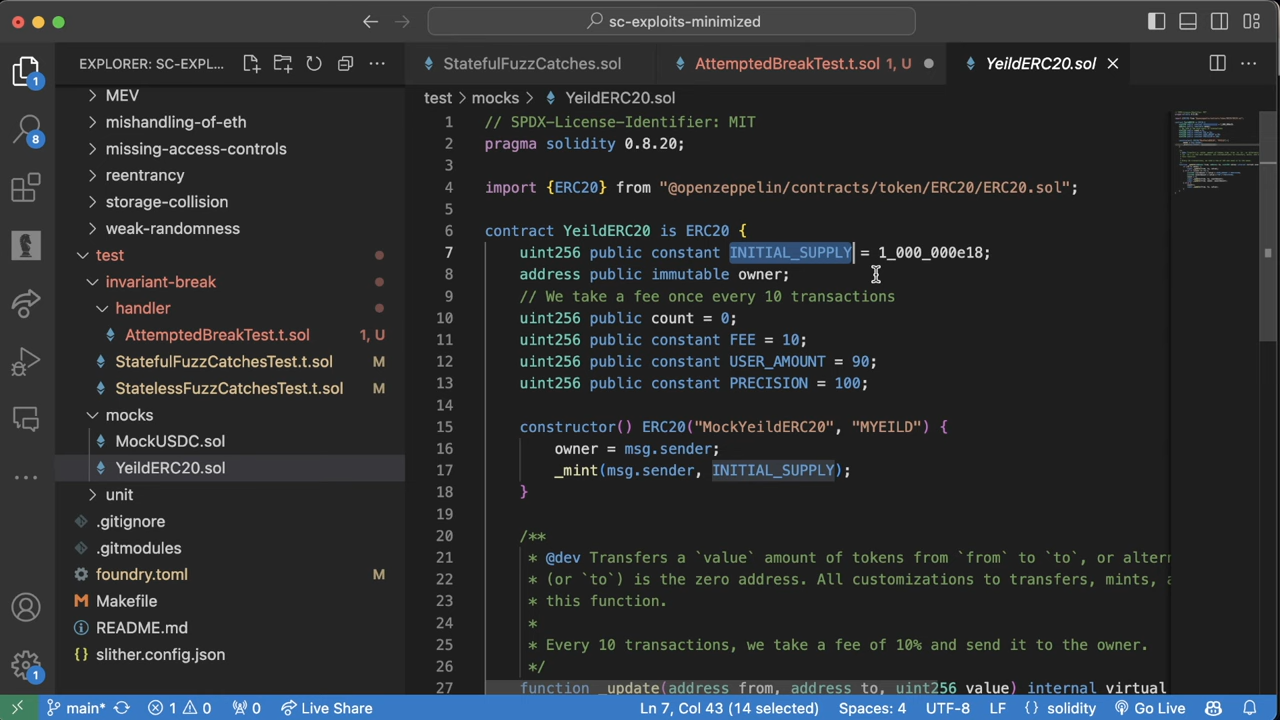 sc-exploits-minimized
EXPLORER: SC-EXPL...
StatefulFuzzCatches.sol
AttemptedBreakTest.t.sol 1, U
YeildERC20.sol
1
8
MEV
mishandling-of-eth
missing-access-controls
reentrancy
storage-collision
weak-randomness
test
invariant-break
handler
AttemptedBreakTest.t.sol 1, U
StatefulFuzzCatchesTest.t.sol M
StatelessFuzzCatchesTest.t.sol M
mocks
MockUSDC.sol
YeildERC20.sol
unit
.gitignore
.gitmodules
foundry.toml M
Makefile
README.md
slither.config.json
1
test > mocks > YeildERC20.sol
1 // SPDX-License-Identifier: MIT
2 pragma solidity 0.8.20;
3
4 import {ERC20} from "@openzeppelin/contracts/token/ERC20/ERC20.sol";
5
6 contract YeildERC20 is ERC20 {
7 uint256 public constant INITIAL_SUPPLY = 1_000_000e18;
8 address public immutable owner;
9 // We take a fee once every 10 transactions
10 uint256 public count = 0;
11 uint256 public constant FEE = 10;
12 uint256 public constant USER_AMOUNT = 90;
13 uint256 public constant PRECISION = 100;
14
15 constructor() ERC20("MockYeildERC20", "MYEILD") {
16 owner = msg.sender;
17 _mint(msg.sender, INITIAL_SUPPLY);
18 }
19
20 /**
21 * @dev Transfers a `value` amount of tokens from `from` to `to`, or altern
22 * (or `to`) is the zero address. All customizations to transfers, mints, a
23 * this function.
24 *
25 * Every 10 transactions, we take a fee of 10% and send it to the owner.
26 */
27 function _update(address from, address to, uint256 value) internal virtual
main* 1 0 0 Live Share Ln 7, Col 43 (14 selected) Spaces: 4 UTF-8 LF {} solidity Go Live